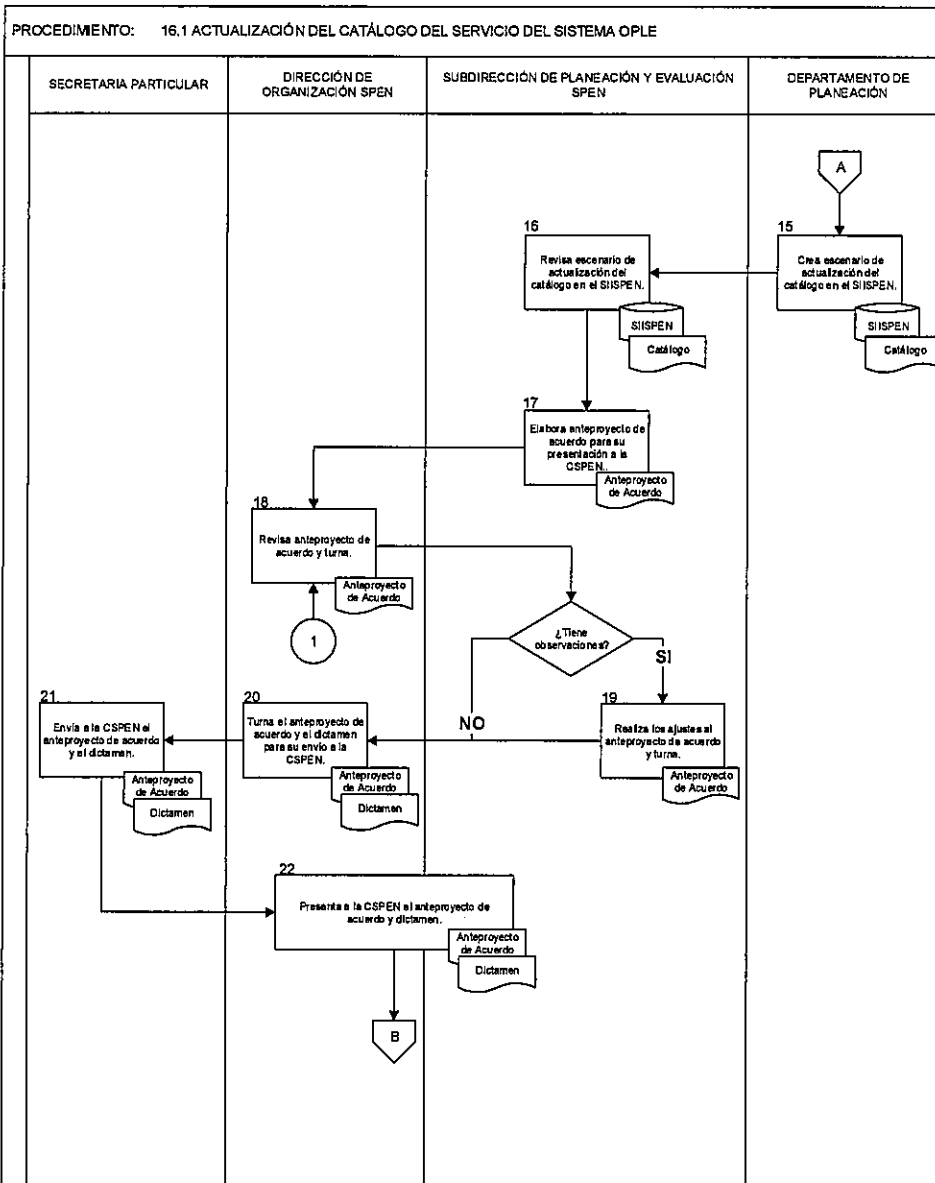 PROCEDIMIENTO: 16.1 ACTUALIZACIÓN DEL CATÁLOGO DEL SERVICIO DEL SISTEMA OPLE
SECRETARIA PARTICULAR
DIRECCIÓN DE
ORGANIZACIÓN SPEN
SUBDIRECCIÓN DE PLANEACIÓN Y EVALUACIÓN
SPEN
DEPARTAMENTO DE
PLANEACIÓN
A
15
Crea escenario de
actualización del
catálogo en el SIISPEN.
SIISPEN
Catálogo
16
Revisa escenario de
actualización del
catálogo en el SIISPEN.
SIISPEN
Catálogo
17
Elabora anteproyecto de
acuerdo para su
presentación a la
CSPEN..
Anteproyecto
de Acuerdo
18
Revisa anteproyecto de
acuerdo y turna.
Anteproyecto
de Acuerdo
1
¿Tiene
observaciones?
SI
NO
19
Realiza los ajustes al
anteproyecto de acuerdo
y turna.
Anteproyecto
de Acuerdo
20
Turna el anteproyecto de
acuerdo y el dictamen
para su envío a la
CSPEN.
Anteproyecto
de Acuerdo
Dictamen
21
Envía a la CSPEN el
anteproyecto de acuerdo
y el dictamen.
Anteproyecto
de Acuerdo
Dictamen
22
Presenta a la CSPEN el anteproyecto de
acuerdo y dictamen.
Anteproyecto
de Acuerdo
Dictamen
B